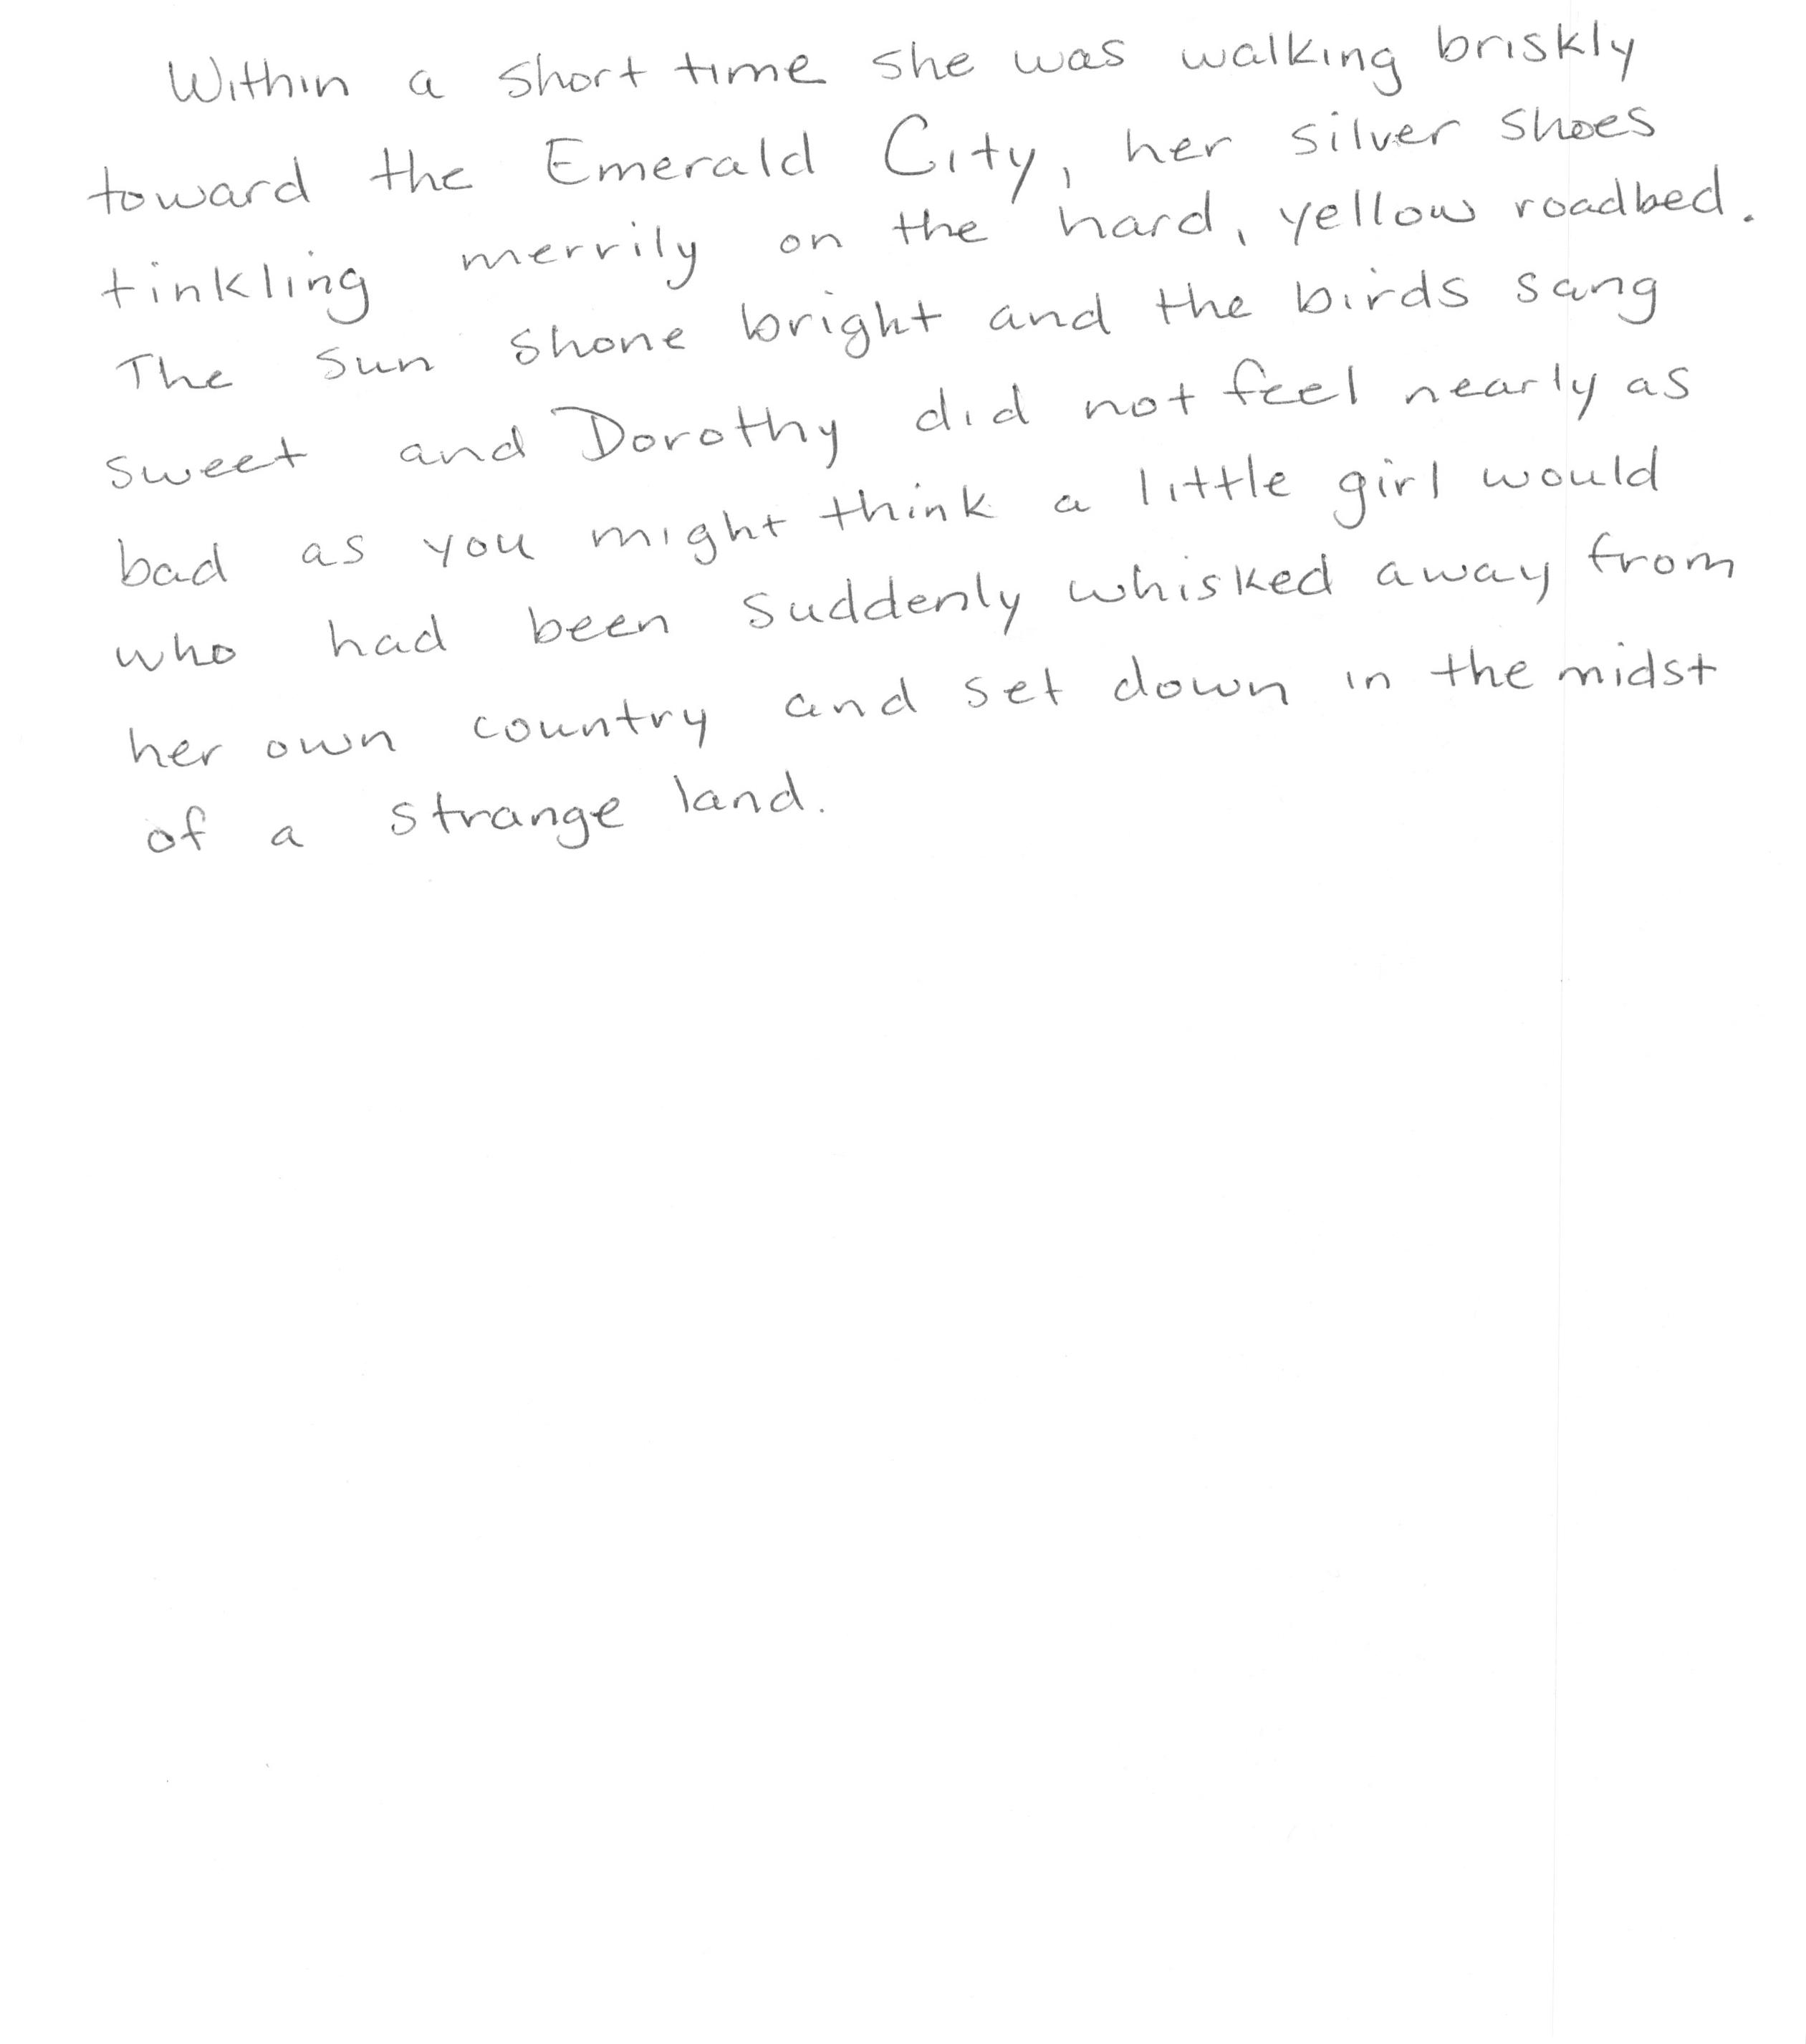 Within a short time she was walking briskly
toward the Emerald City, her silver shoes
tinkling merrily on the hard, yellow roadbed.
The sun shone bright and the birds sang
sweet and Dorothy did not feel nearly as
bad as you might think a little girl would
who had been suddenly whisked away from
her own country and set down in the midst
of a strange land.